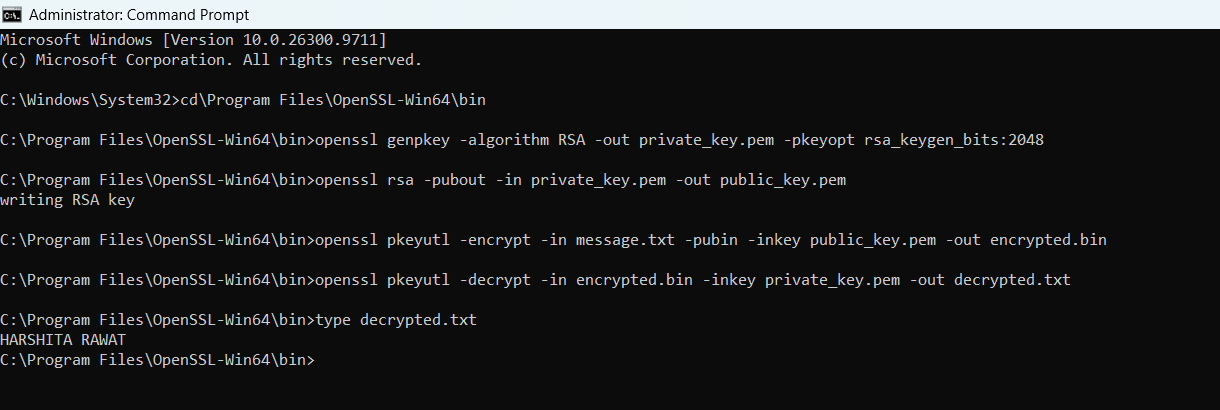 Administrator: Command Prompt
Microsoft Windows [Version 10.0.26300.9711]
(c) Microsoft Corporation. All rights reserved.
C:\Windows\System32>cd\Program Files\OpenSSL-Win64\bin
C:\Program Files\OpenSSL-Win64\bin>openssl genpkey -algorithm RSA -out private_key.pem -pkeyopt rsa_keygen_bits:2048
C:\Program Files\OpenSSL-Win64\bin>openssl rsa -pubout -in private_key.pem -out public_key.pem
writing RSA key
C:\Program Files\OpenSSL-Win64\bin>openssl pkeyutl -encrypt -in message.txt -pubin -inkey public_key.pem -out encrypted.bin
C:\Program Files\OpenSSL-Win64\bin>openssl pkeyutl -decrypt -in encrypted.bin -inkey private_key.pem -out decrypted.txt
C:\Program Files\OpenSSL-Win64\bin>type decrypted.txt
HARSHITA RAWAT
C:\Program Files\OpenSSL-Win64\bin>